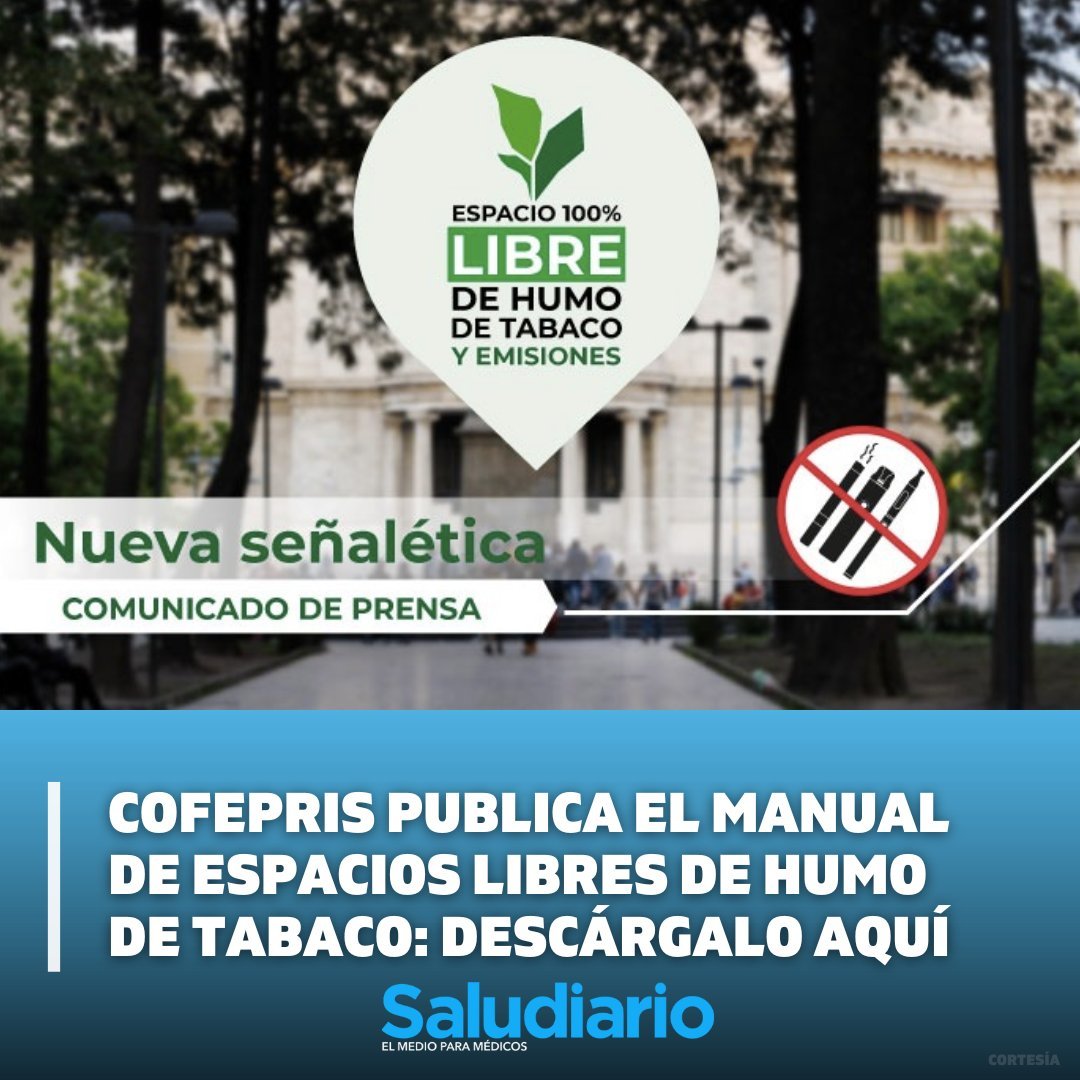 ESPACIO 100%
LIBRE
DE HUMO
DE TABACO
Y EMISIONES
Nueva señalética
COMUNICADO DE PRENSA
COFEPRIS PUBLICA EL MANUAL
DE ESPACIOS LIBRES DE HUMO
DE TABACO: DESCÁRGALO AQUÍ
Saludiario
EL MEDIO PARA MÉDICOS
CORTESÍA